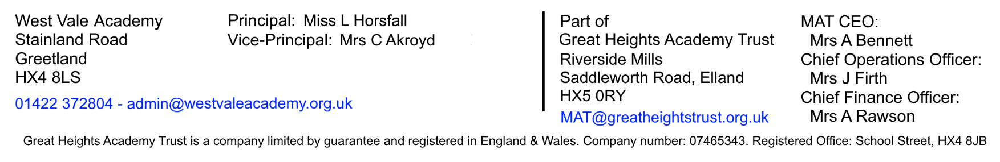 West Vale Academy
Stainland Road
Greetland
HX4 8LS
01422 372804 - admin@westvaleacademy.org.uk
Principal: Miss L Horsfall
Vice-Principal: Mrs C Akroyd
Part of
Great Heights Academy Trust
Riverside Mills
Saddleworth Road, Elland
HX5 0RY
MAT@greatheightstrust.org.uk
MAT CEO:
Mrs A Bennett
Chief Operations Officer:
Mrs J Firth
Chief Finance Officer:
Mrs A Rawson
Great Heights Academy Trust is a company limited by guarantee and registered in England & Wales. Company number: 07465343. Registered Office: School Street, HX4 8JB